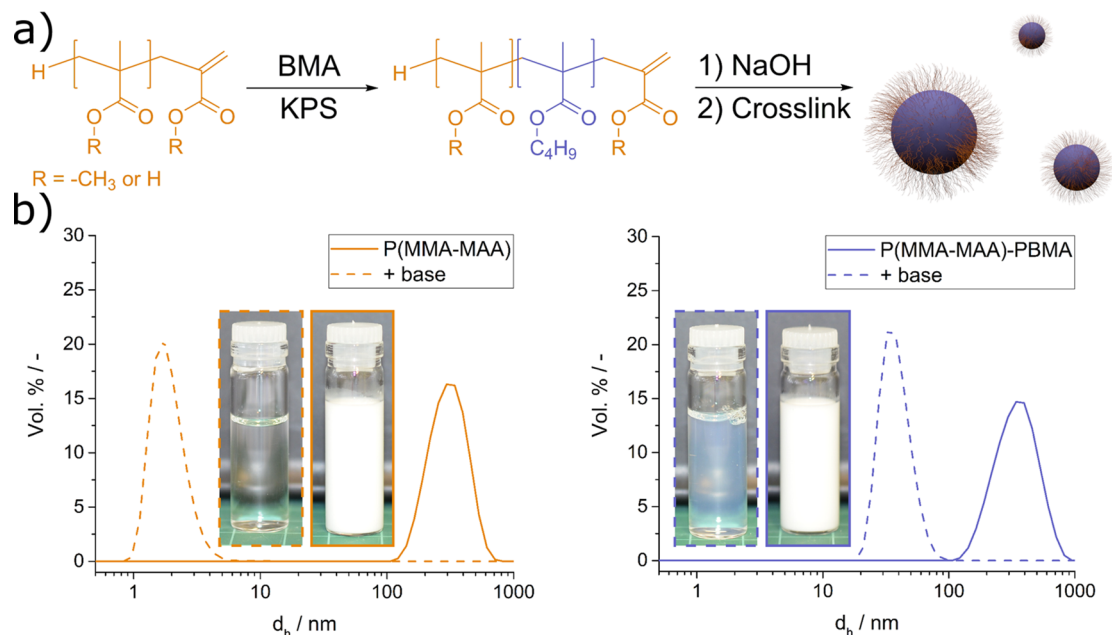 a)
H
O O O O
R R
R = -CH₃ or H
BMA
KPS
H
O O O O O O
R C₄H₉ R
1) NaOH
2) Crosslink
b)
30
25
20
15
10
5
0
Vol. % / -
1 10 100 1000
dₕ / nm
P(MMA-MAA)
+ base
30
25
20
15
10
5
0
Vol. % / -
1 10 100 1000
dₕ / nm
P(MMA-MAA)-PBMA
+ base